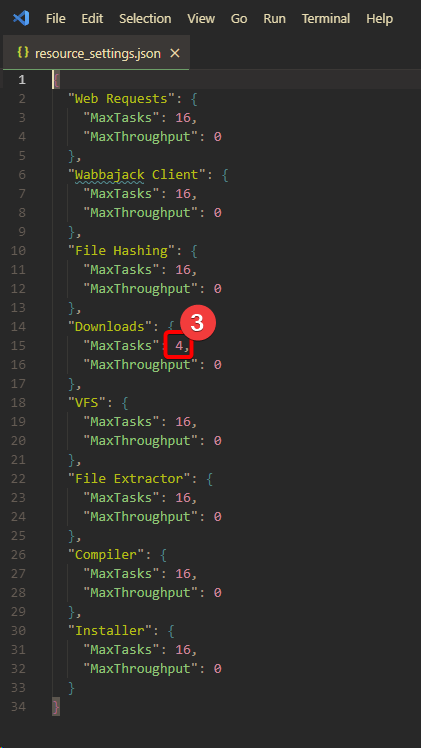 File Edit Selection View Go Run Terminal Help
{} resource_settings.json ×
1 {
2 "Web Requests": {
3 "MaxTasks": 16,
4 "MaxThroughput": 0
5 },
6 "Wabbajack Client": {
7 "MaxTasks": 16,
8 "MaxThroughput": 0
9 },
10 "File Hashing": {
11 "MaxTasks": 16,
12 "MaxThroughput": 0
13 },
14 "Downloads": { 3
15 "MaxTasks": 4,
16 "MaxThroughput": 0
17 },
18 "VFS": {
19 "MaxTasks": 16,
20 "MaxThroughput": 0
21 },
22 "File Extractor": {
23 "MaxTasks": 16,
24 "MaxThroughput": 0
25 },
26 "Compiler": {
27 "MaxTasks": 16,
28 "MaxThroughput": 0
29 },
30 "Installer": {
31 "MaxTasks": 16,
32 "MaxThroughput": 0
33 }
34 }